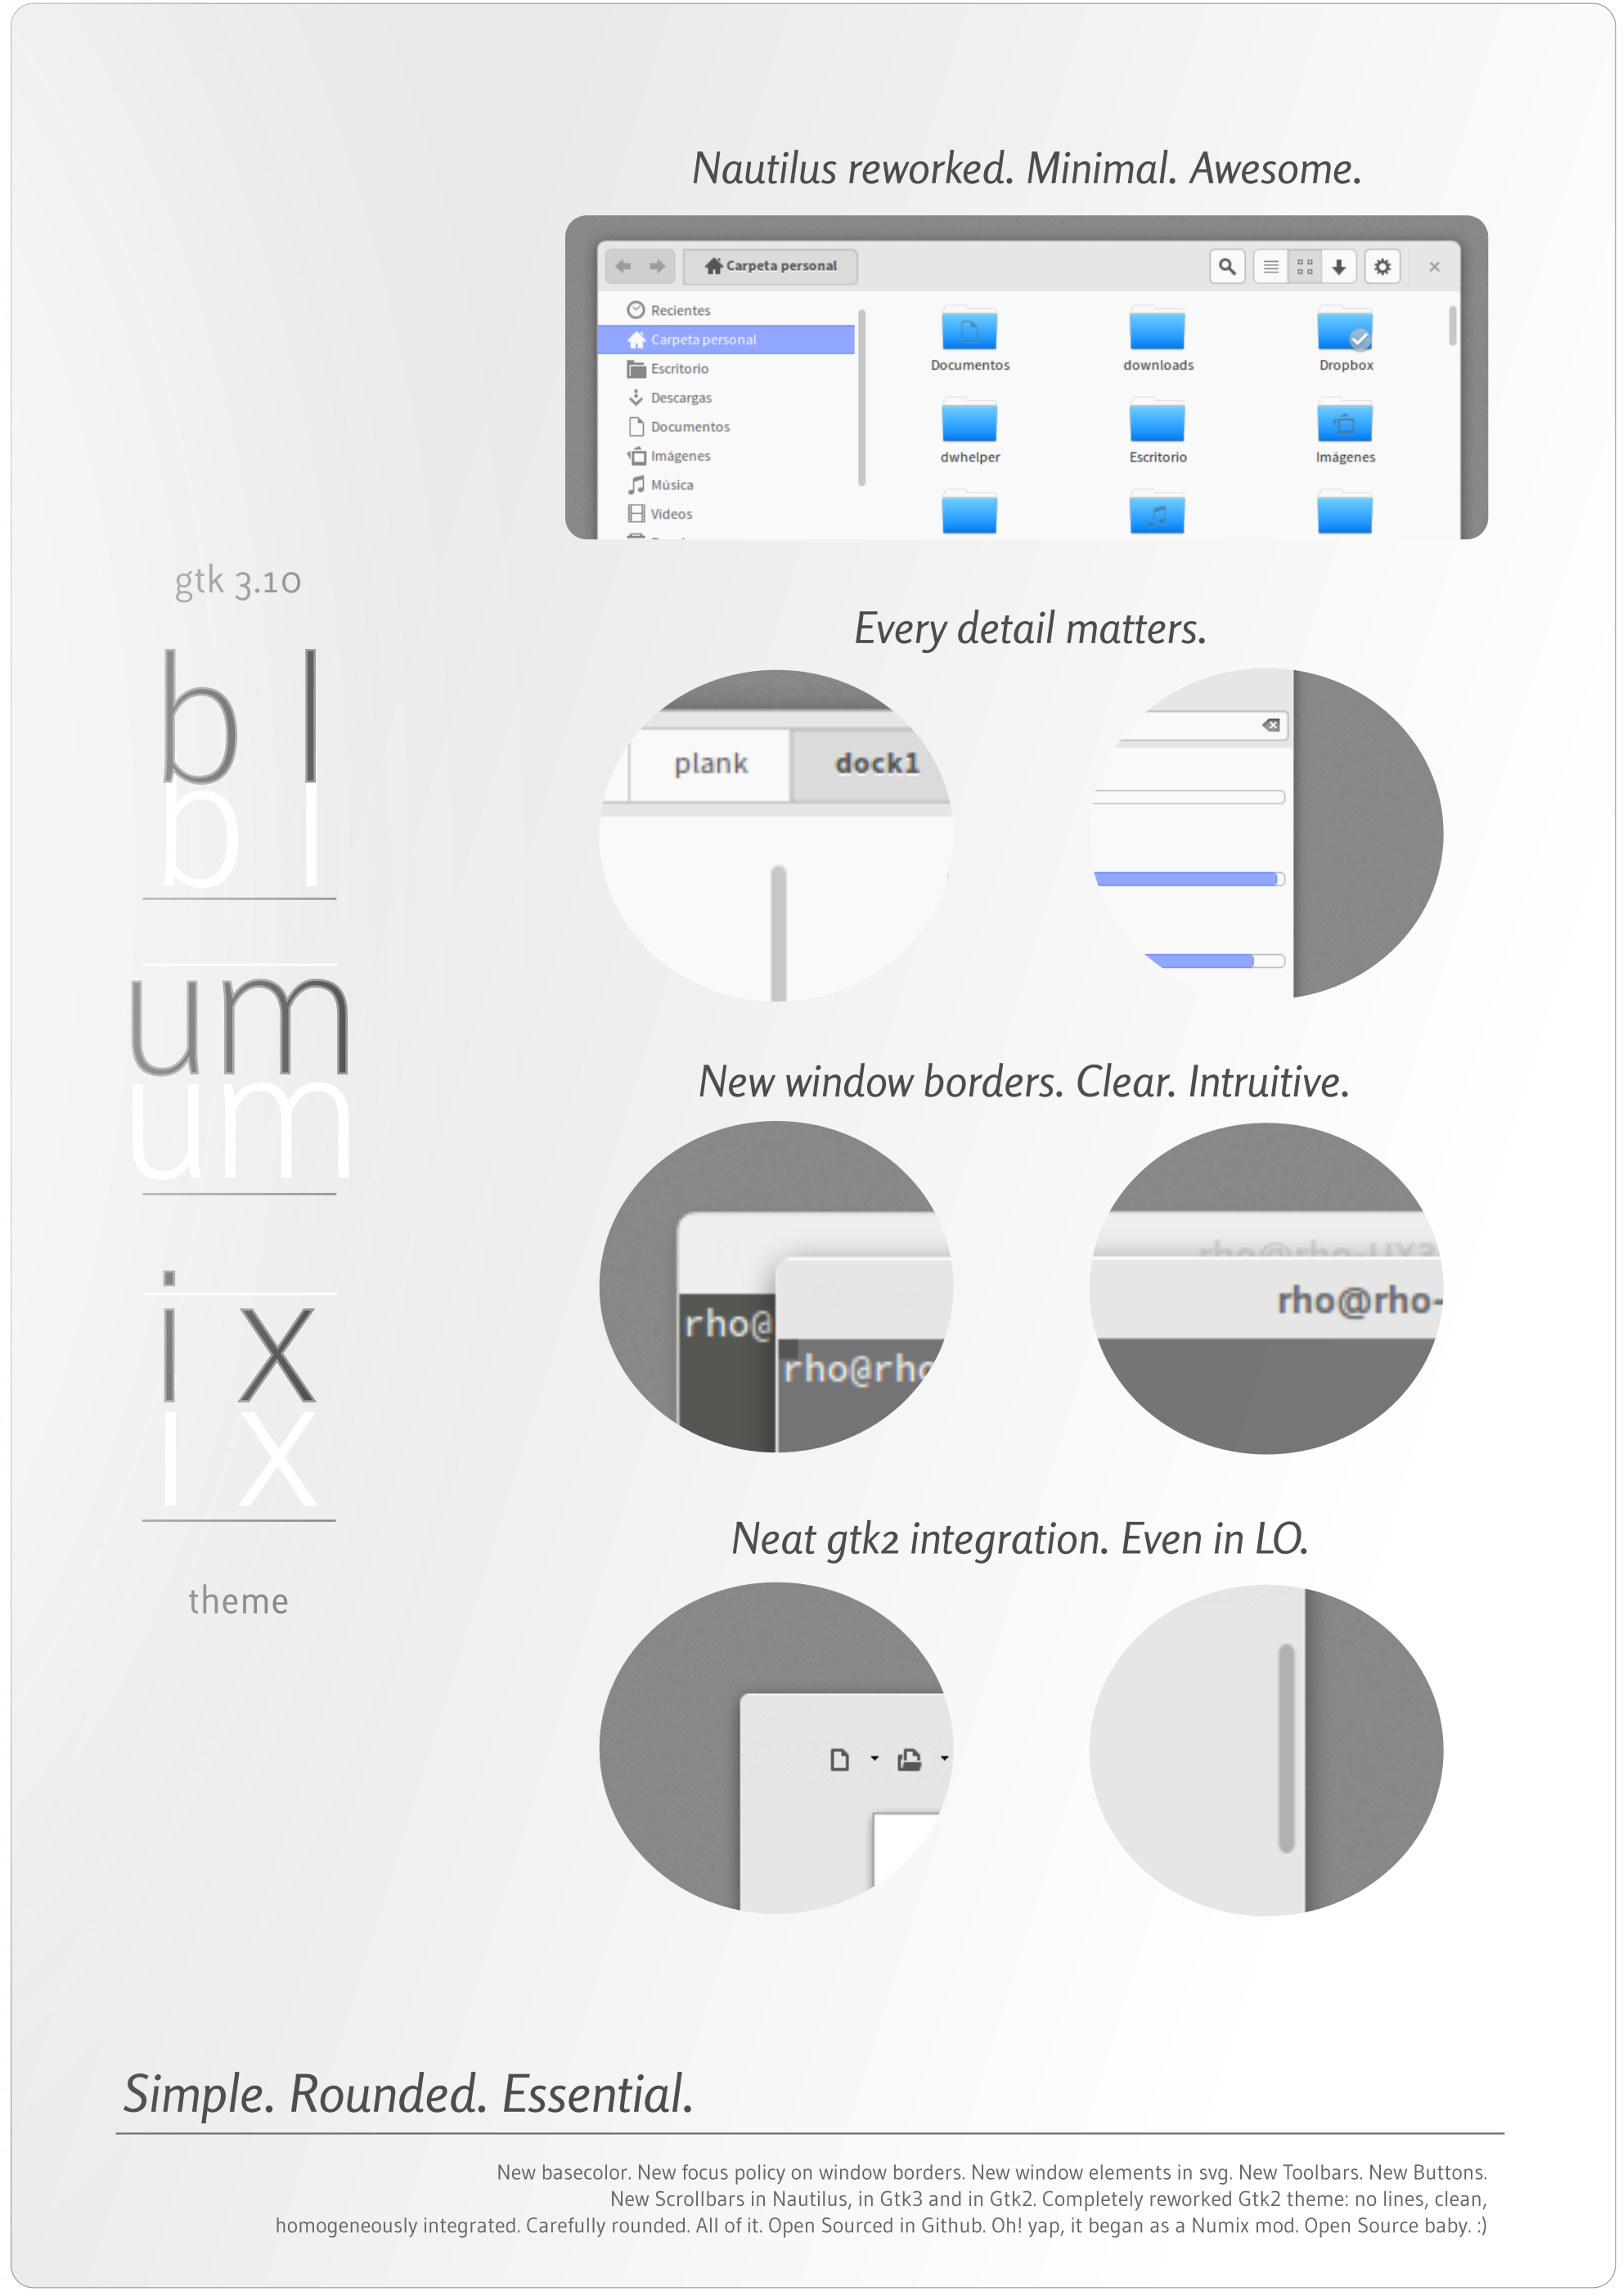 Nautilus reworked. Minimal. Awesome.
Carpeta personal
Recientes
Carpeta personal
Escritorio
Descargas
Documentos
Imágenes
Música
Vídeos
Documentos downloads Dropbox
dwhelper Escritorio Imágenes
gtk 3.10
bl
bl
um
um
ix
ix
theme
Every detail matters.
plank dock1
New window borders. Clear. Intruitive.
rho@
rho@rho
rho@rho-UX3
rho@rho-
Neat gtk2 integration. Even in LO.
Simple. Rounded. Essential.
New basecolor. New focus policy on window borders. New window elements in svg. New Toolbars. New Buttons.
New Scrollbars in Nautilus, in Gtk3 and in Gtk2. Completely reworked Gtk2 theme: no lines, clean,
homogeneously integrated. Carefully rounded. All of it. Open Sourced in Github. Oh! yap, it began as a Numix mod. Open Source baby. :)